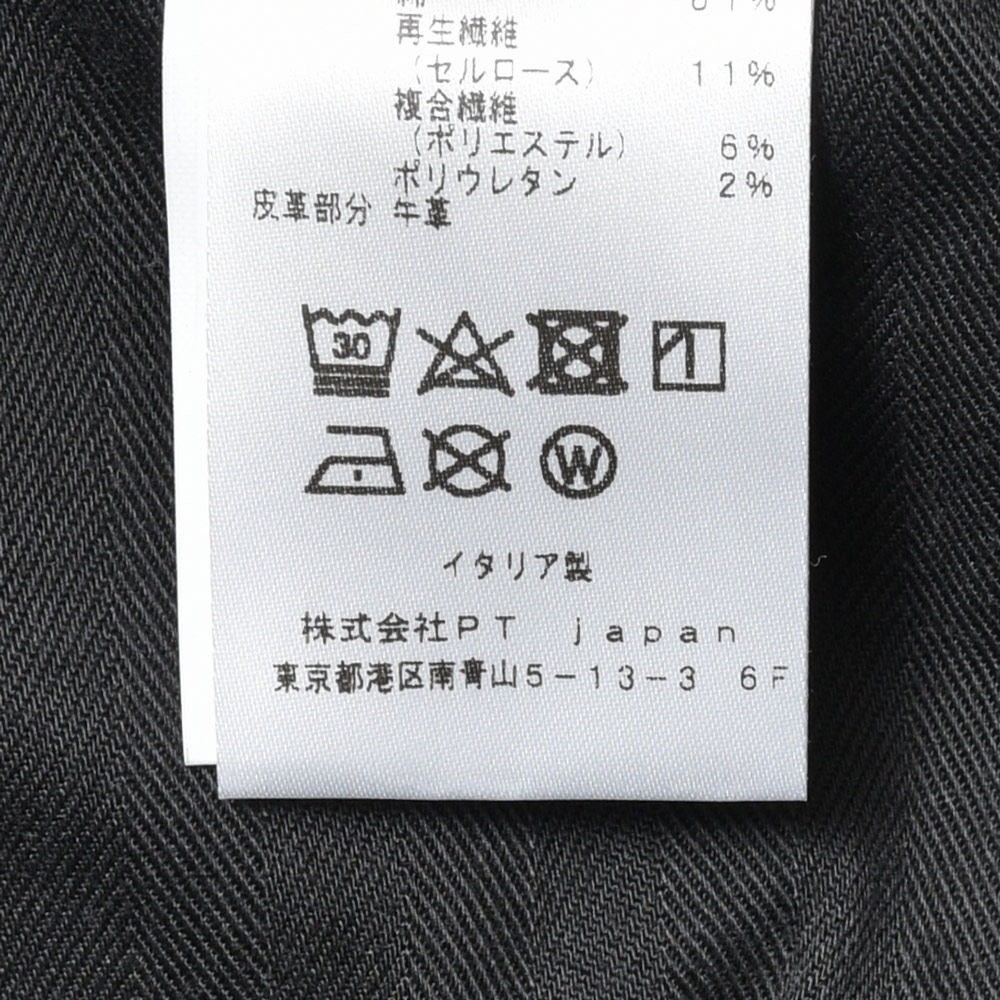 再生繊維
（セルロース） 11%
複合繊維
（ポリエステル） 6%
ポリウレタン 2%
皮革部分 牛革
30
W
イタリア製
株式会社PT japan
東京都港区南青山5－13－3 6F